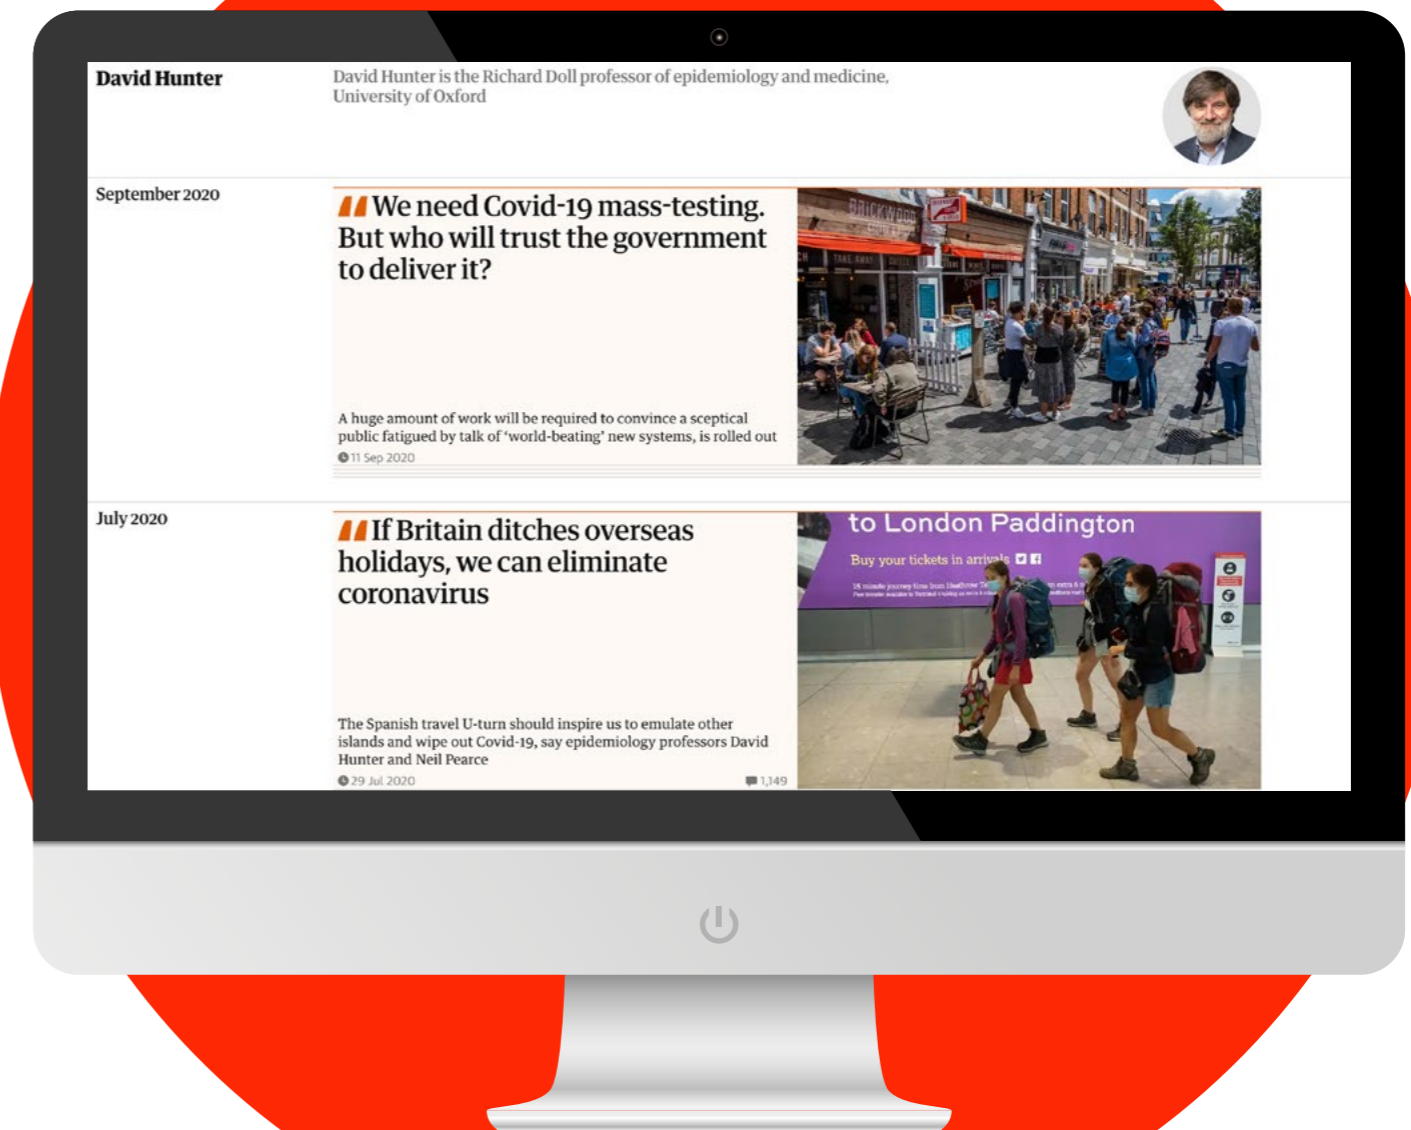 David Hunter
David Hunter is the Richard Doll professor of epidemiology and medicine,
University of Oxford
September 2020
We need Covid-19 mass-testing.
But who will trust the government
to deliver it?
A huge amount of work will be required to convince a sceptical
public fatigued by talk of ‘world-beating’ new systems, is rolled out
11 Sep 2020
BRICKWOOD
TAKE AWAY
July 2020
If Britain ditches overseas
holidays, we can eliminate
coronavirus
The Spanish travel U-turn should inspire us to emulate other
islands and wipe out Covid-19, say epidemiology professors David
Hunter and Neil Pearce
29 Jul 2020
1,149
to London Paddington
Buy your tickets in arrivals